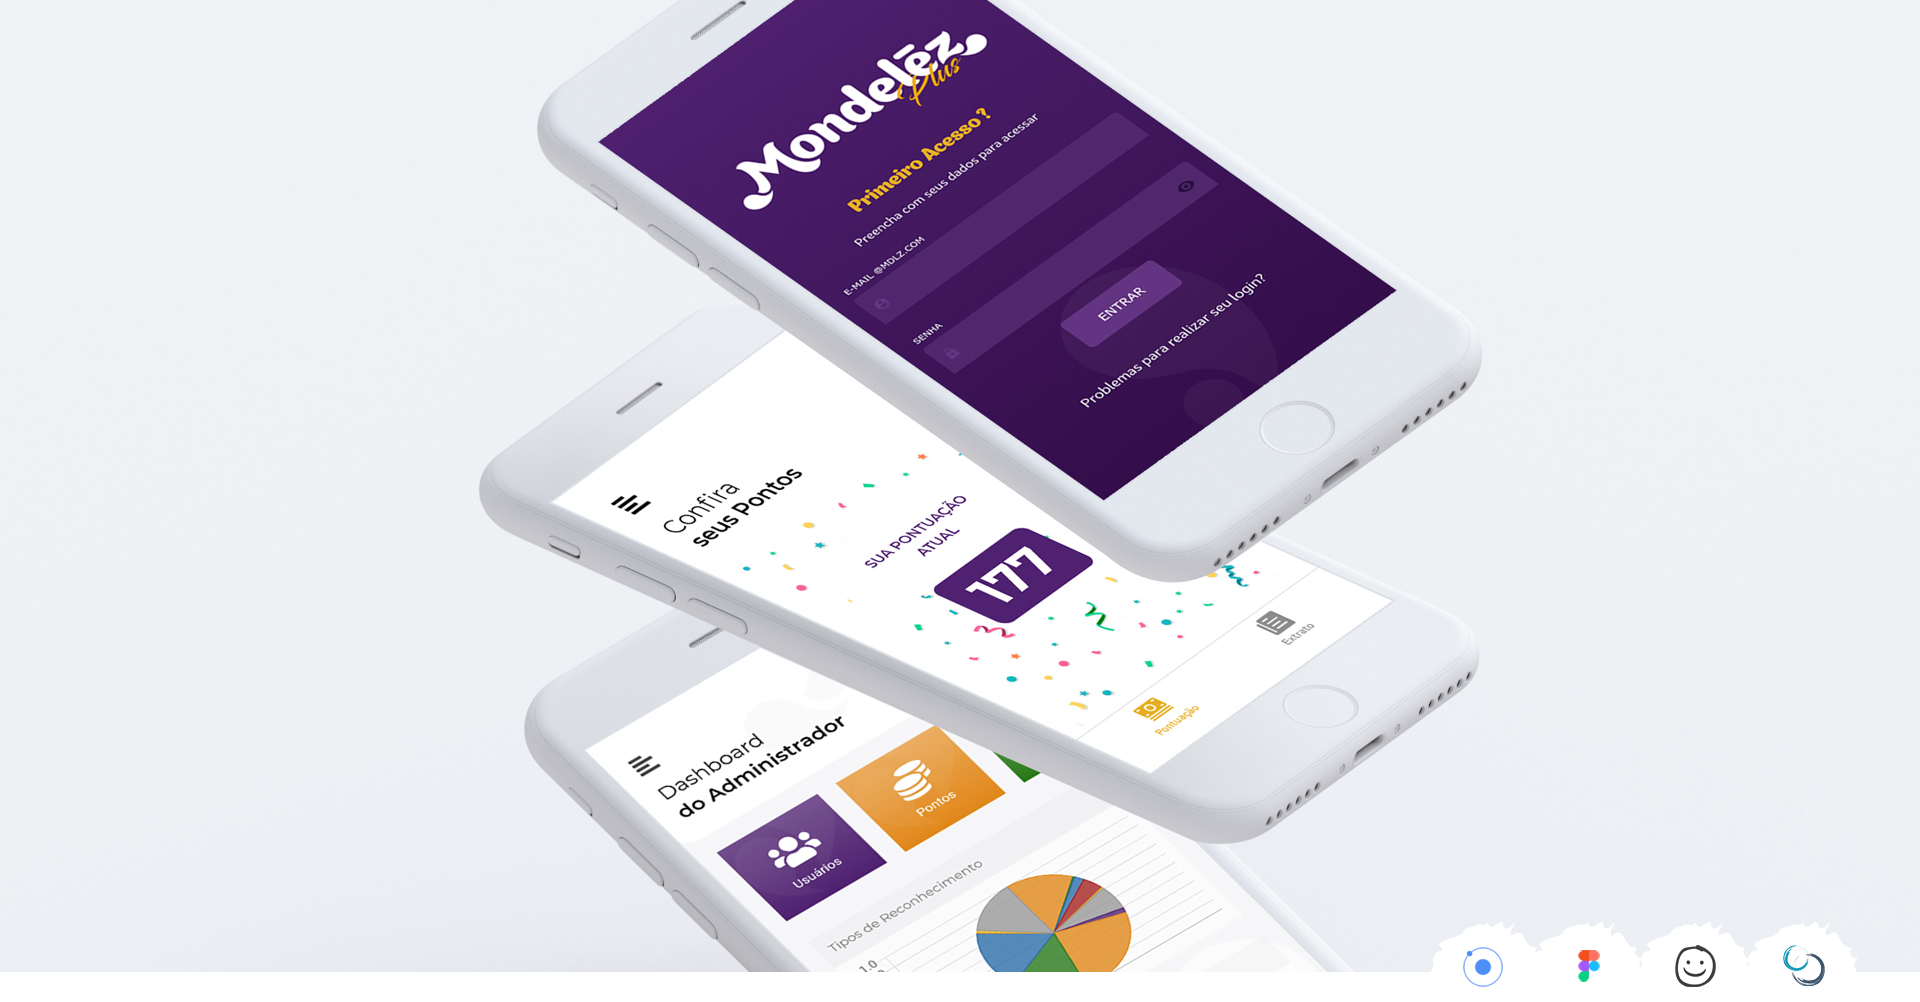 Mondelēz
Plus
Primeiro Acesso ?
Preencha com seus dados para acessar
E-MAIL @MDLZ.COM
SENHA
ENTRAR
Problemas para realizar seu login?
Confira
seus Pontos
SUA PONTUAÇÃO
ATUAL
177
Pontuação
Extrato
Dashboard
do Administrador
Usuários
Pontos
Tipos de Reconhecimento
1.0